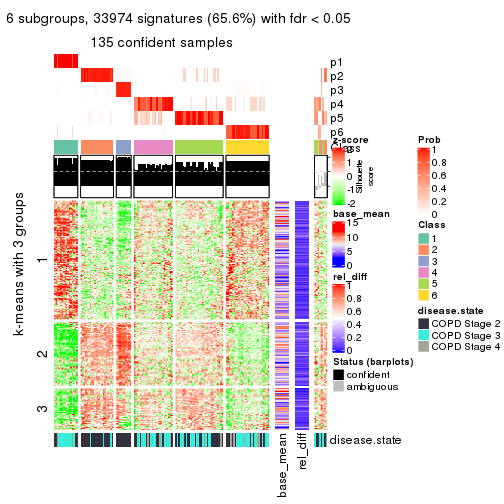 6 subgroups, 33974 signatures (65.6%) with fdr < 0.05
135 confident samples
p1
p2
p3
p4
p5
p6
z-score
2
0
-2
Class
Silhouette
score
base_mean
15
10
5
0
rel_diff
1
0.8
0.6
0.4
0.2
0
Status (barplots)
confident
ambiguous
Prob
1
0.8
0.6
0.4
0.2
0
Class
1
2
3
4
5
6
disease.state
COPD Stage 2
COPD Stage 3
COPD Stage 4
k-means with 3 groups
1
2
3
disease.state
base_mean
rel_diff